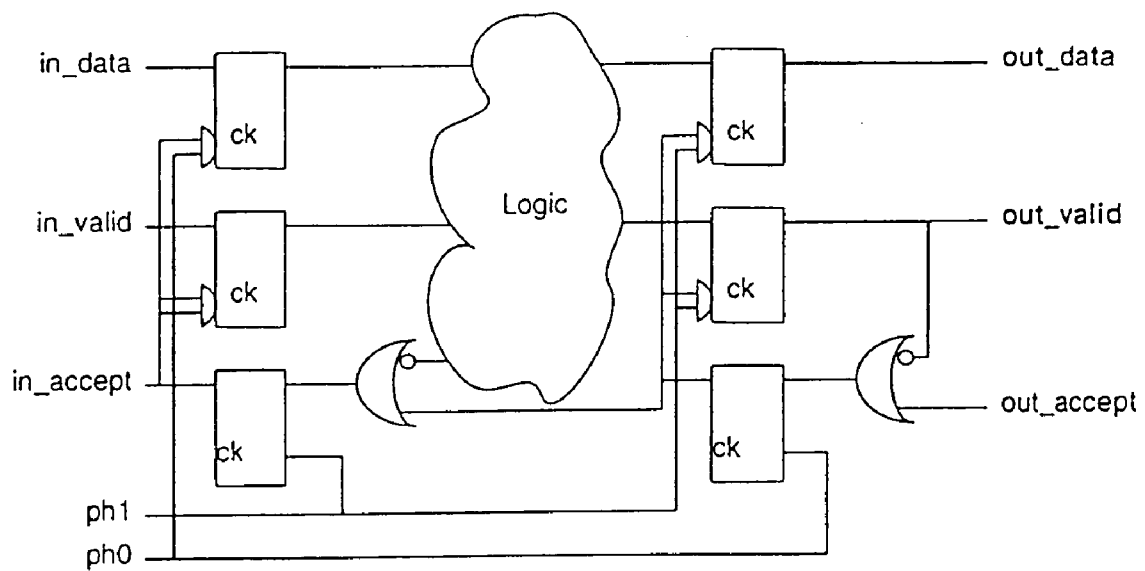 in_data
ck
ck
out_data
in_valid
ck
Logic
ck
out_valid
in_accept
ck
ck
out_accept
ph1
ph0